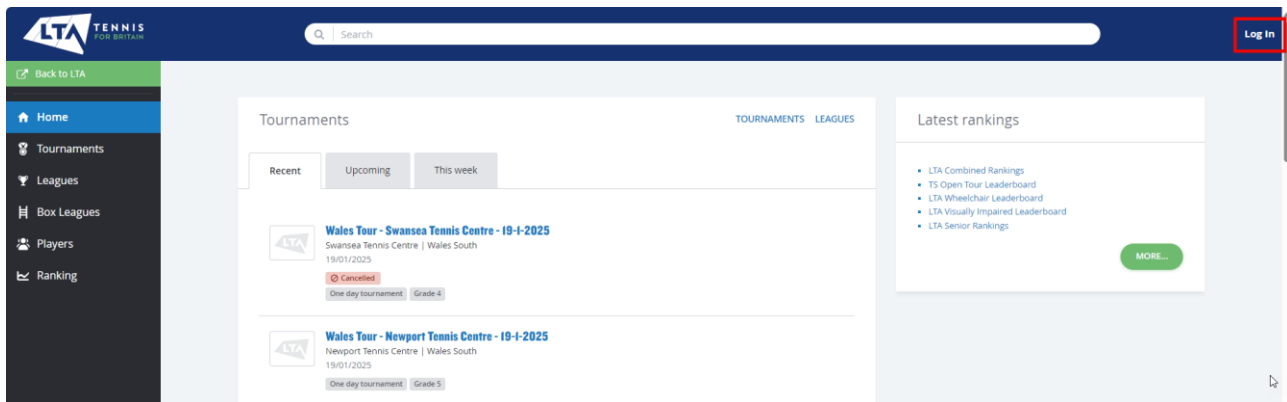 LTA TENNIS
FOR BRITAIN
Search
Log In
Back to LTA
Home
Tournaments
Leagues
Box Leagues
Players
Ranking
Tournaments
TOURNAMENTS LEAGUES
Recent Upcoming This week
LTA
Wales Tour - Swansea Tennis Centre - 19-1-2025
Swansea Tennis Centre | Wales South
19/01/2025
Cancelled
One day tournament Grade 4
LTA
Wales Tour - Newport Tennis Centre - 19-1-2025
Newport Tennis Centre | Wales South
19/01/2025
One day tournament Grade 5
Latest rankings
LTA Combined Rankings
TS Open Tour Leaderboard
LTA Wheelchair Leaderboard
LTA Visually Impaired Leaderboard
LTA Senior Rankings
MORE...